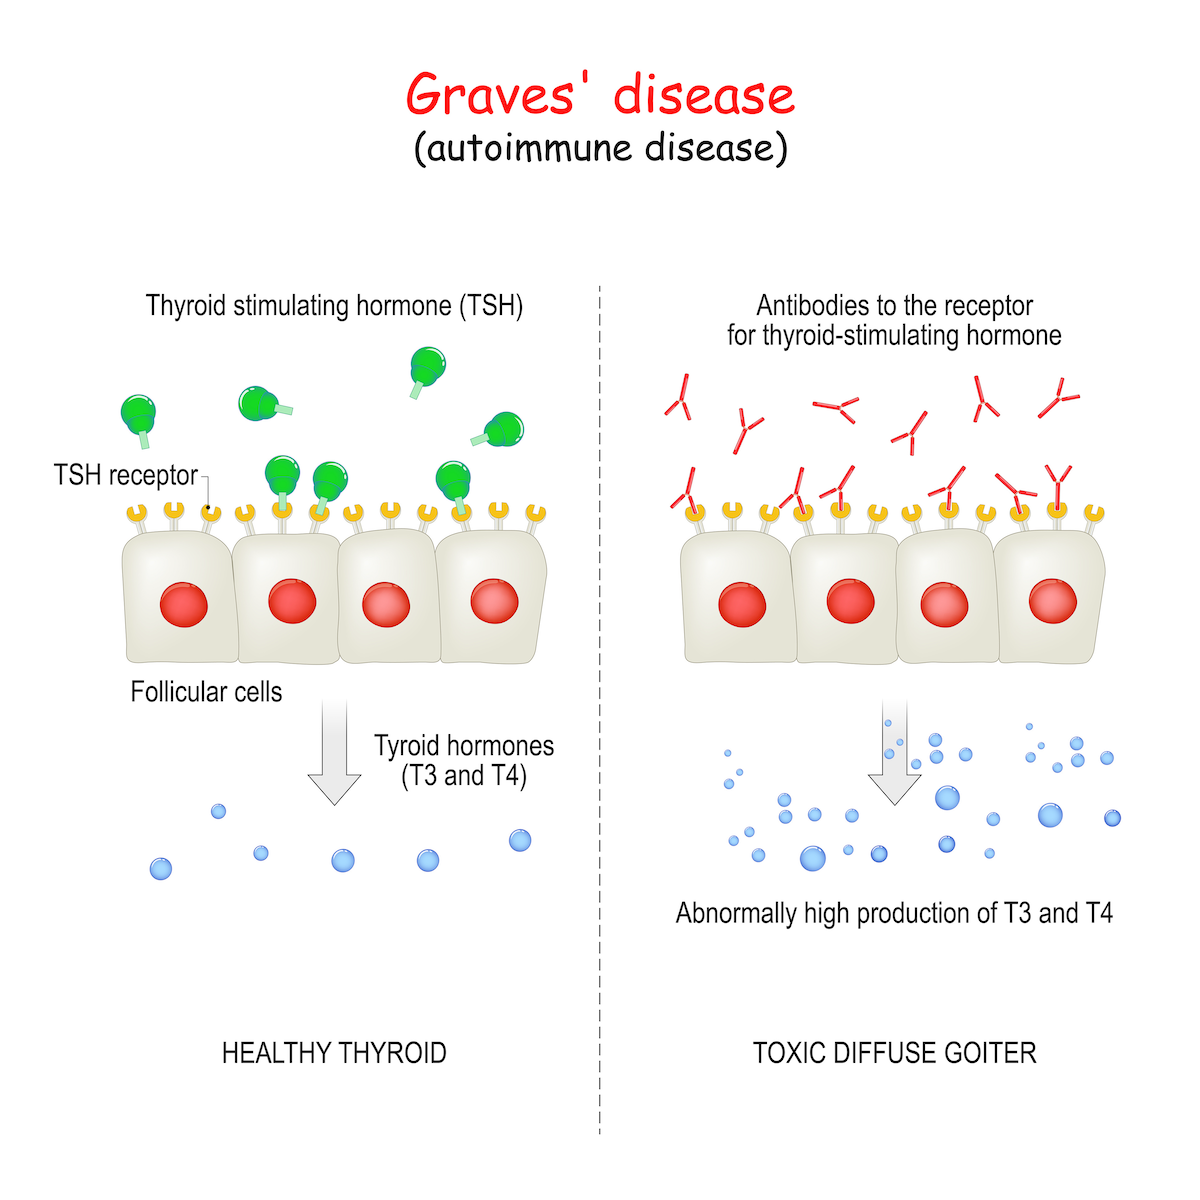 Graves' disease
(autoimmune disease)
Thyroid stimulating hormone (TSH)
TSH receptor
Follicular cells
Tyroid hormones
(T3 and T4)
HEALTHY THYROID
Antibodies to the receptor
for thyroid-stimulating hormone
Abnormally high production of T3 and T4
TOXIC DIFFUSE GOITER